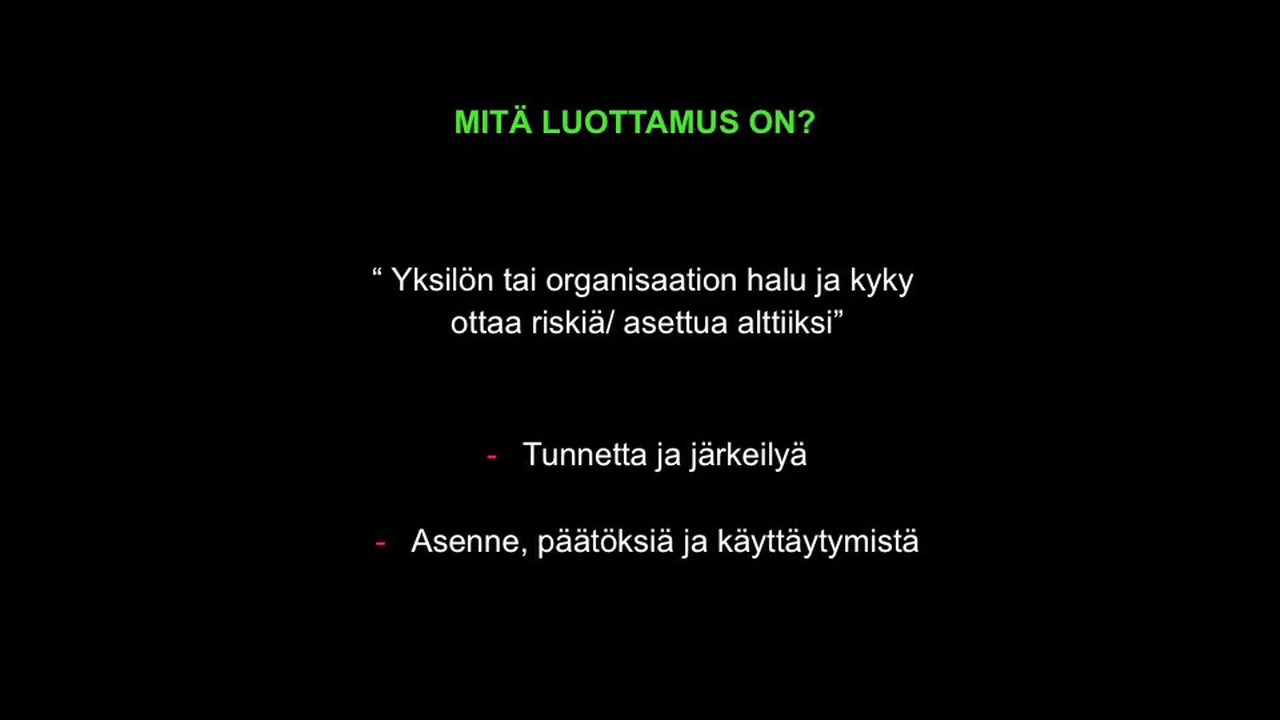 MITÄ LUOTTAMUS ON?
“ Yksilön tai organisaation halu ja kyky
ottaa riskiä/ asettua alttiiksi”
- Tunnetta ja järkeilyä
- Asenne, päätöksiä ja käyttäytymistä